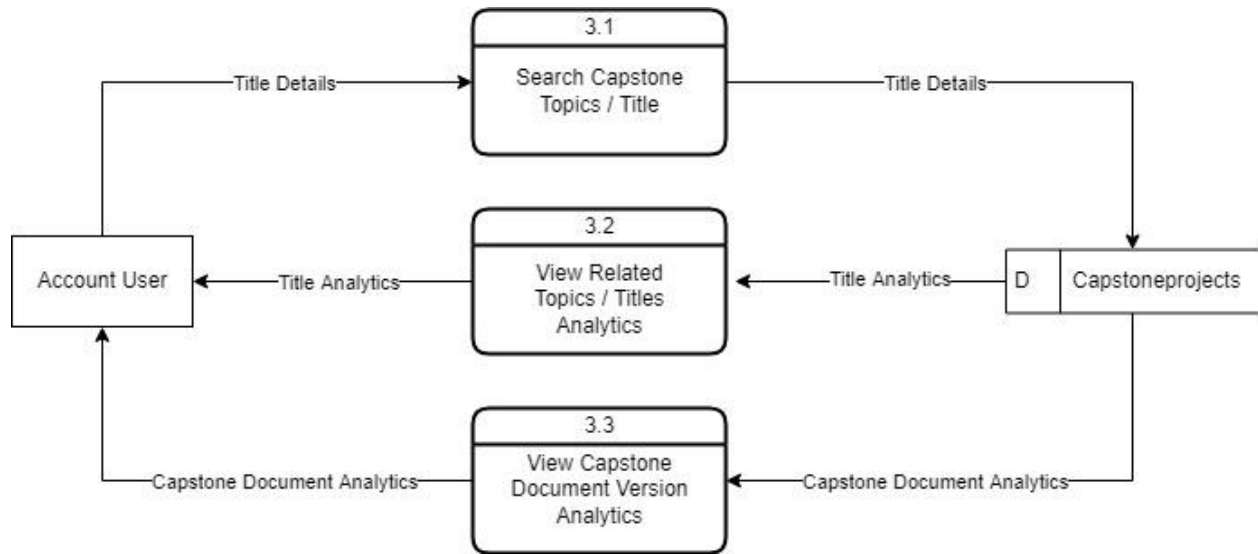 3.1
Search Capstone
Topics / Title
Title Details
Title Details
3.2
View Related
Topics / Titles
Analytics
Account User
Title Analytics
Title Analytics
D
Capstoneprojects
3.3
View Capstone
Document Version
Analytics
Capstone Document Analytics
Capstone Document Analytics